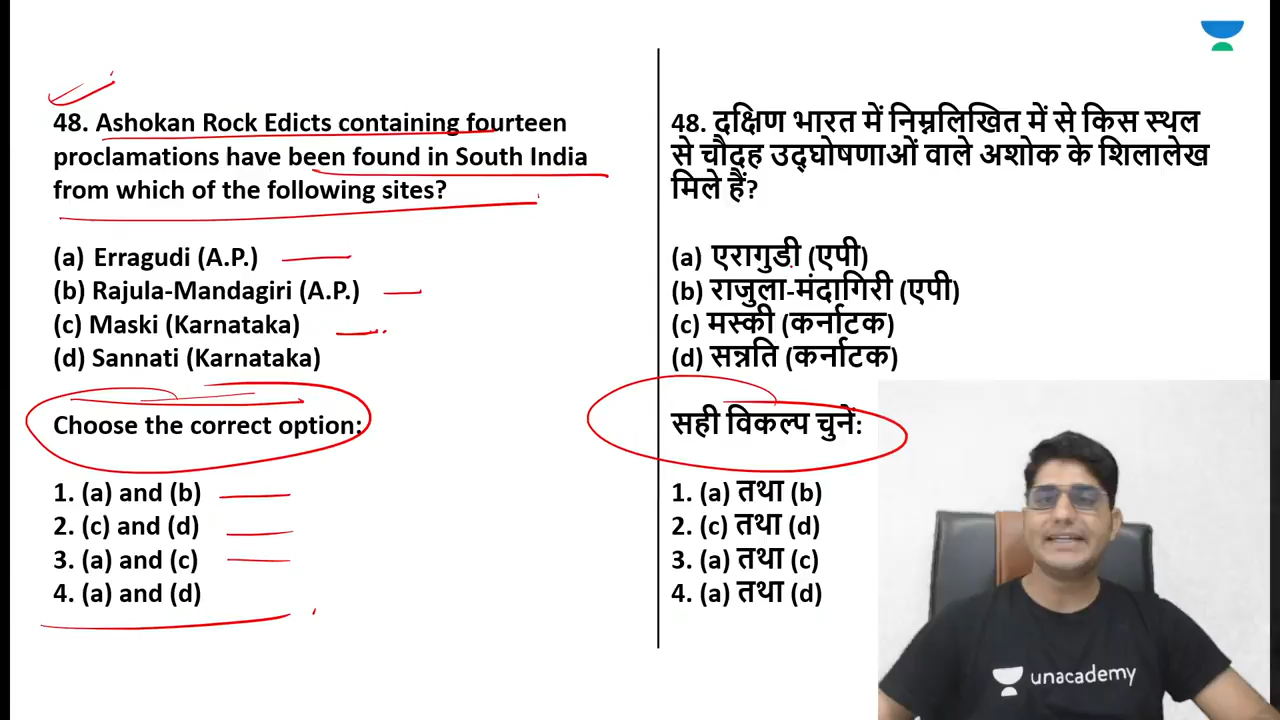 48. Ashokan Rock Edicts containing fourteen
proclamations have been found in South India
from which of the following sites?
(a) Erragudi (A.P.)
(b) Rajula-Mandagiri (A.P.)
(c) Maski (Karnataka)
(d) Sannati (Karnataka)
Choose the correct option:
1. (a) and (b)
2. (c) and (d)
3. (a) and (c)
4. (a) and (d)
48. दक्षिण भारत में निम्नलिखित में से किस स्थल
से चौदह उद्घोषणाओं वाले अशोक के शिलालेख
मिले हैं?
(a) एरागुडी (एपी)
(b) राजुला-मंदागिरी (एपी)
(c) मस्की (कर्नाटक)
(d) सन्नति (कर्नाटक)
सही विकल्प चुनें:
1. (a) तथा (b)
2. (c) तथा (d)
3. (a) तथा (c)
4. (a) तथा (d)
unacademy